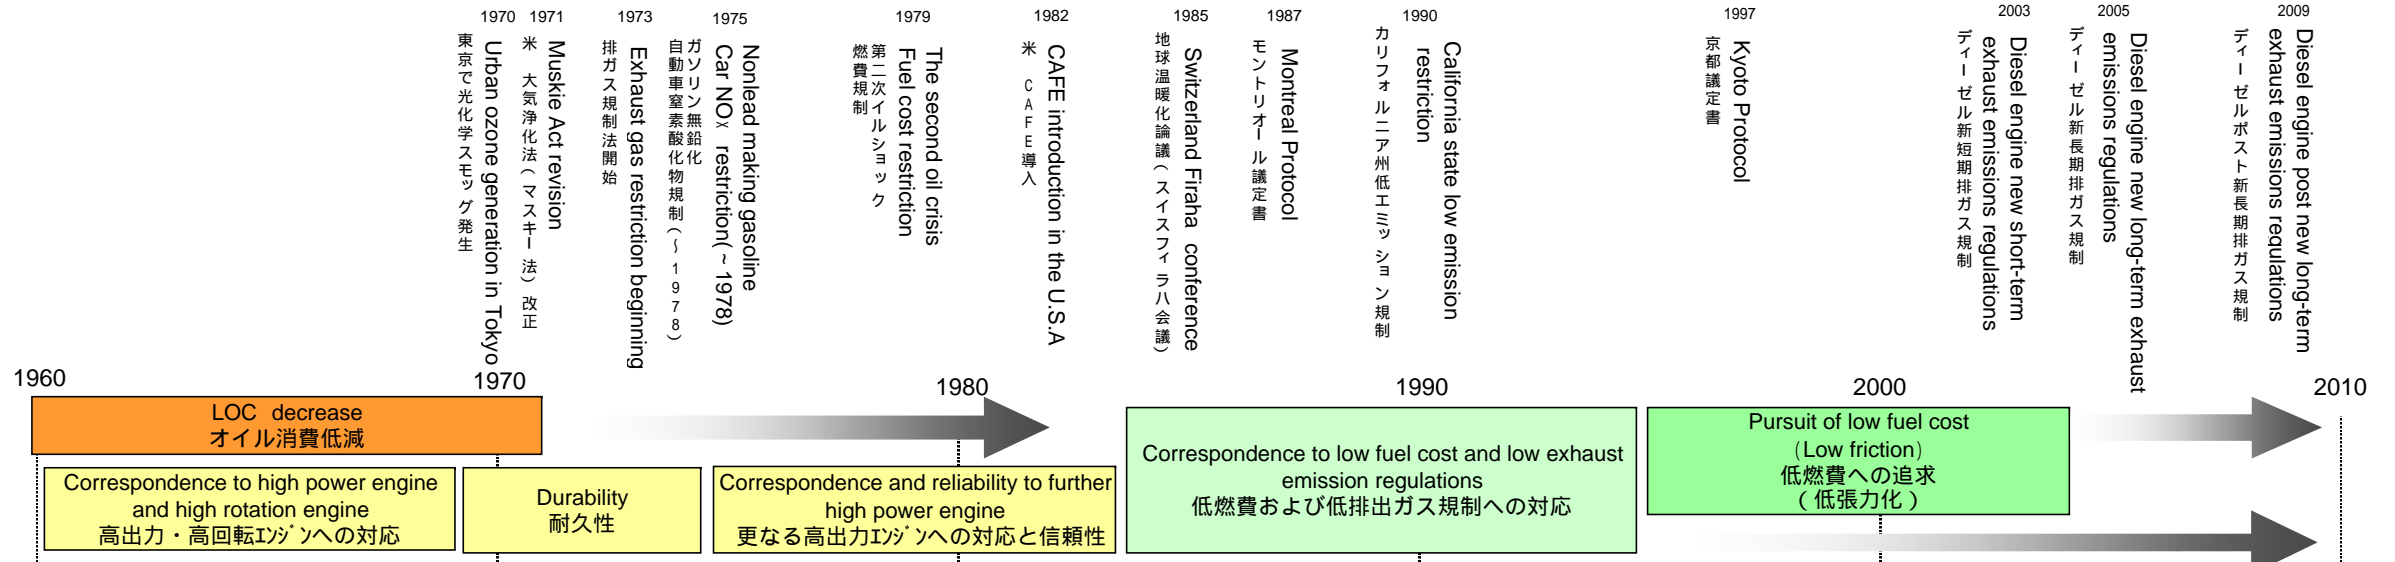 1970
東京で光化学スモッグ発生
Urban ozone generation in Tokyo
1971
米 大気浄化法(マスキー法)改正
Muskie Act revision
1973
排ガス規制法開始
Exhaust gas restriction beginning
1975
自動車窒素酸化物規制(～1978)
ガソリン無鉛化
Car NOx restriction(~1978)
Nonlead making gasoline
1979
燃費規制
第二次イルショック
Fuel cost restriction
The second oil crisis
1982
米 CAFE導入
CAFE introduction in the U.S.A
1985
地球温暖化論議(スイスフィラハ会議)
Switzerland Firaha conference
1987
モントリオール議定書
Montreal Protocol
1990
カリフォルニア州低エミッション規制
California state low emission
restriction
1997
京都議定書
Kyoto Protocol
2003
ディーゼル新短期排ガス規制
Diesel engine new short-term
exhaust emissions regulations
2005
ディーゼル新長期排ガス規制
Diesel engine new long-term exhaust
emissions regulations
2009
ディーゼルポスト新長期排ガス規制
Diesel engine post new long-term
exhaust emissions requlations
1960
1970
1980
1990
2000
2010
LOC decrease
オイル消費低減
Correspondence to high power engine
and high rotation engine
高出力・高回転ｴﾝｼﾞﾝへの対応
Durability
耐久性
Correspondence and reliability to further
high power engine
更なる高出力ｴﾝｼﾞﾝへの対応と信頼性
Correspondence to low fuel cost and low exhaust
emission regulations
低燃費および低排出ガス規制への対応
Pursuit of low fuel cost
(Low friction)
低燃費への追求
(低張力化)